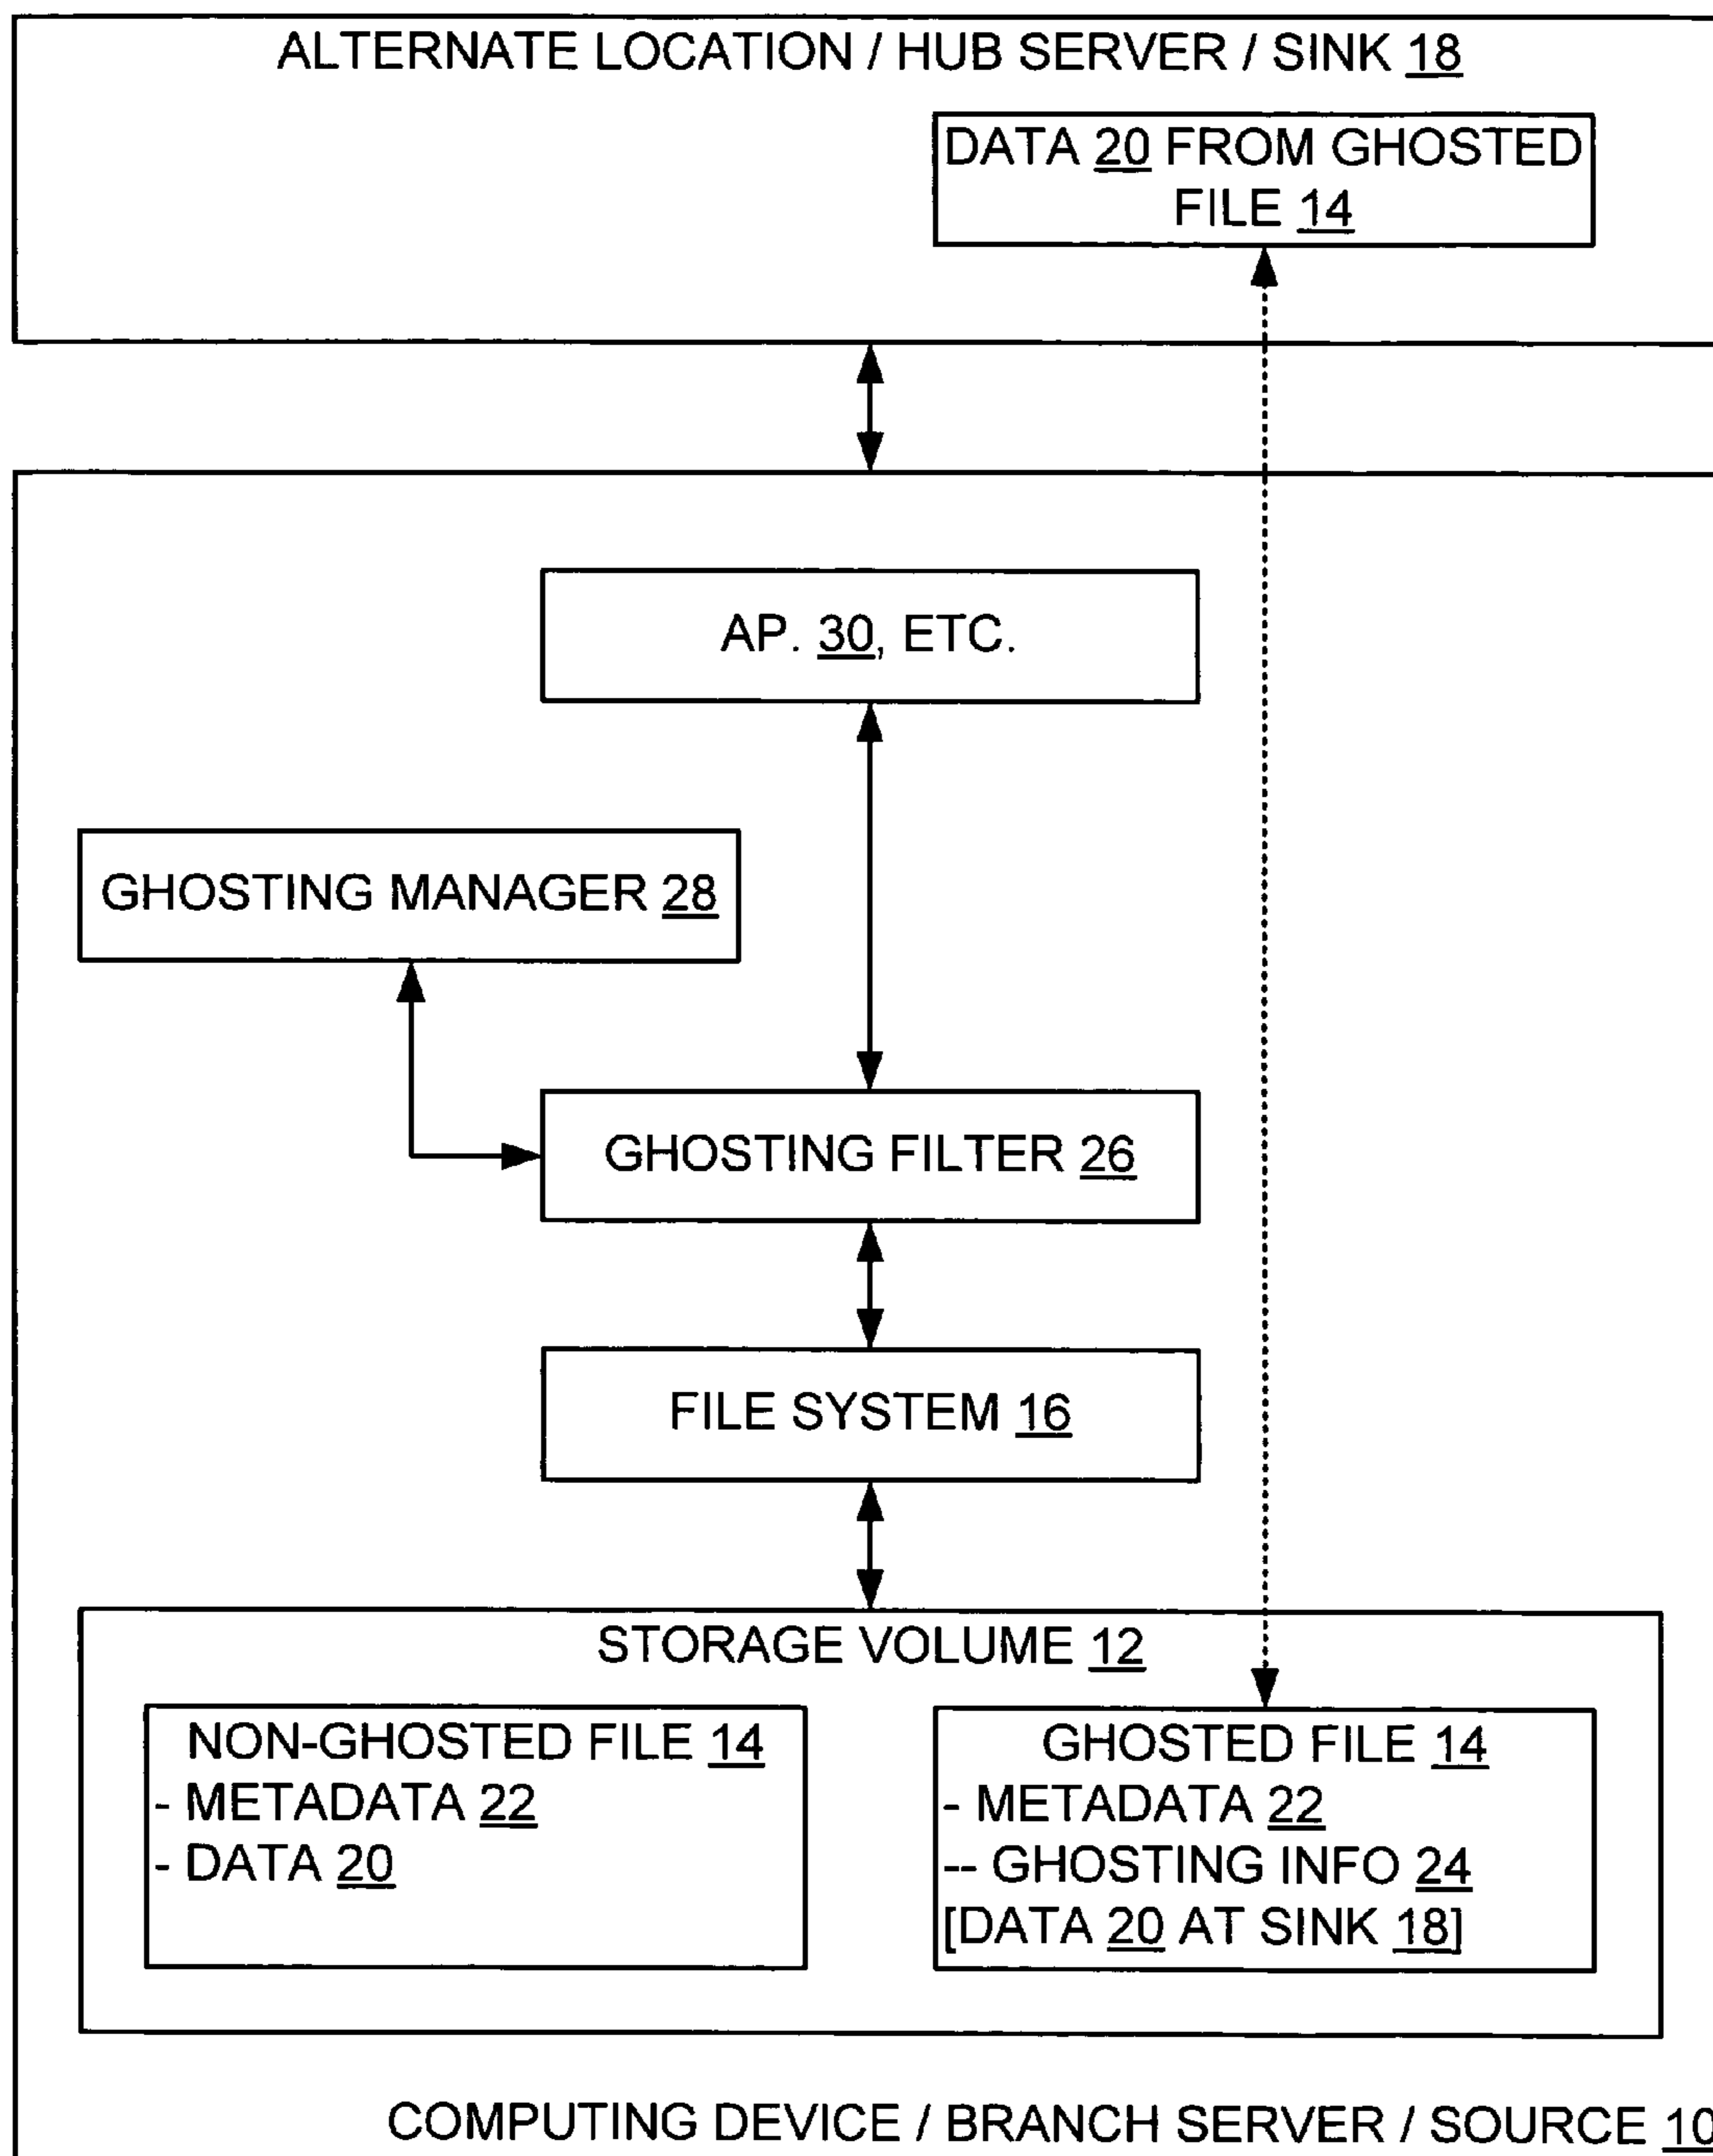 ALTERNATE LOCATION / HUB SERVER / SINK 18
DATA 20 FROM GHOSTED
FILE 14
AP. 30, ETC.
GHOSTING MANAGER 28
GHOSTING FILTER 26
FILE SYSTEM 16
STORAGE VOLUME 12
NON-GHOSTED FILE 14
- METADATA 22
- DATA 20
GHOSTED FILE 14
- METADATA 22
-- GHOSTING INFO 24
[DATA 20 AT SINK 18]
COMPUTING DEVICE / BRANCH SERVER / SOURCE 10